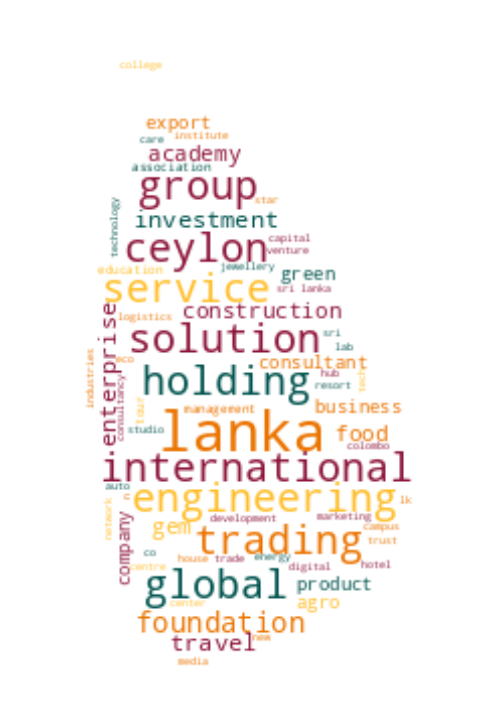 college
export
care institute
academy
association
group
star
technology
investment
ceylon
capital
venture
education jewellery green
service sri lanka
enterprise
logistics construction
solution sri
lab
industries eco consultant
consultancy holding hub tech
resort
tour management business
studio lanka food
colombo
international
auto
n engineering lk
network
company gem development marketing
campus
trading trust
co house trade energy
centre digital hotel
global product
center agro
foundation
travel new
media